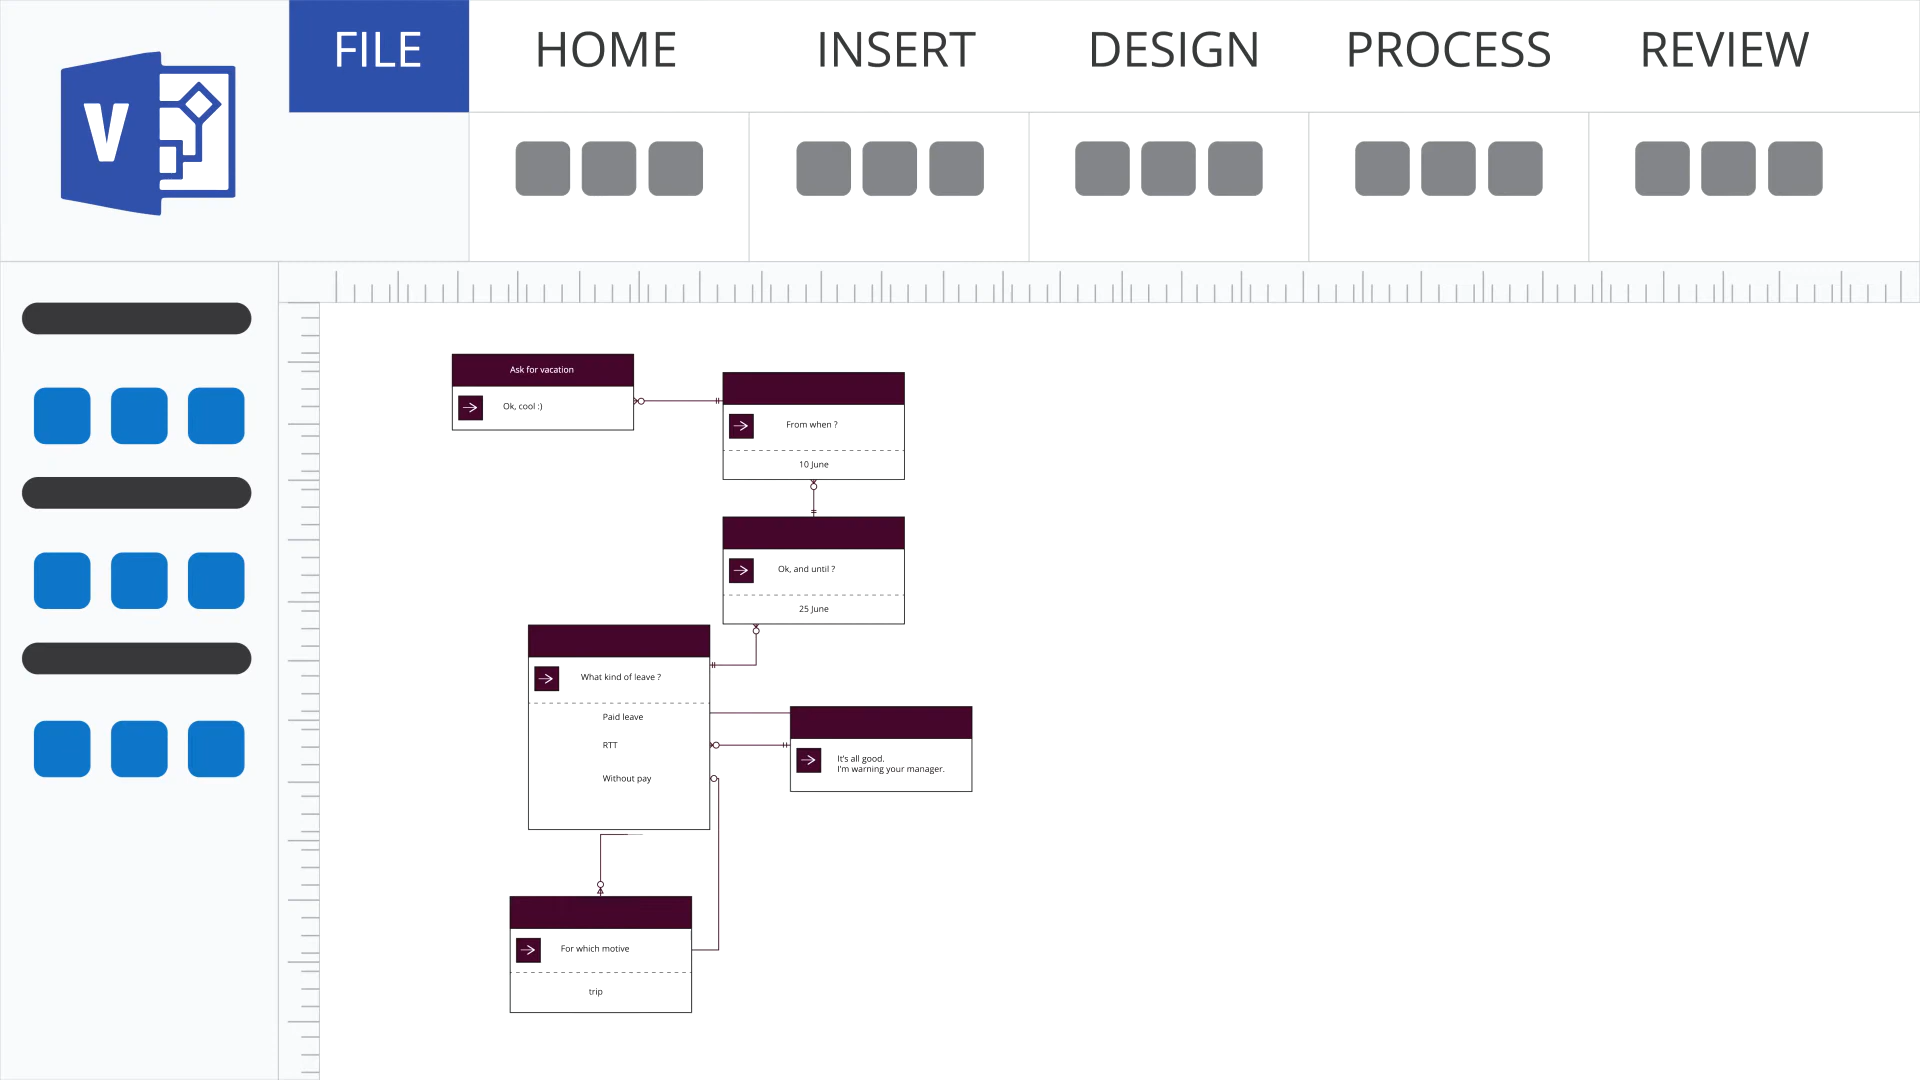 FILE
HOME
INSERT
DESIGN
PROCESS
REVIEW
V
Ask for vacation
Ok, cool :)
From when ?
10 June
Ok, and until ?
25 June
What kind of leave ?
Paid leave
RTT
Without pay
It's all good.
I'm warning your manager.
For which motive
trip